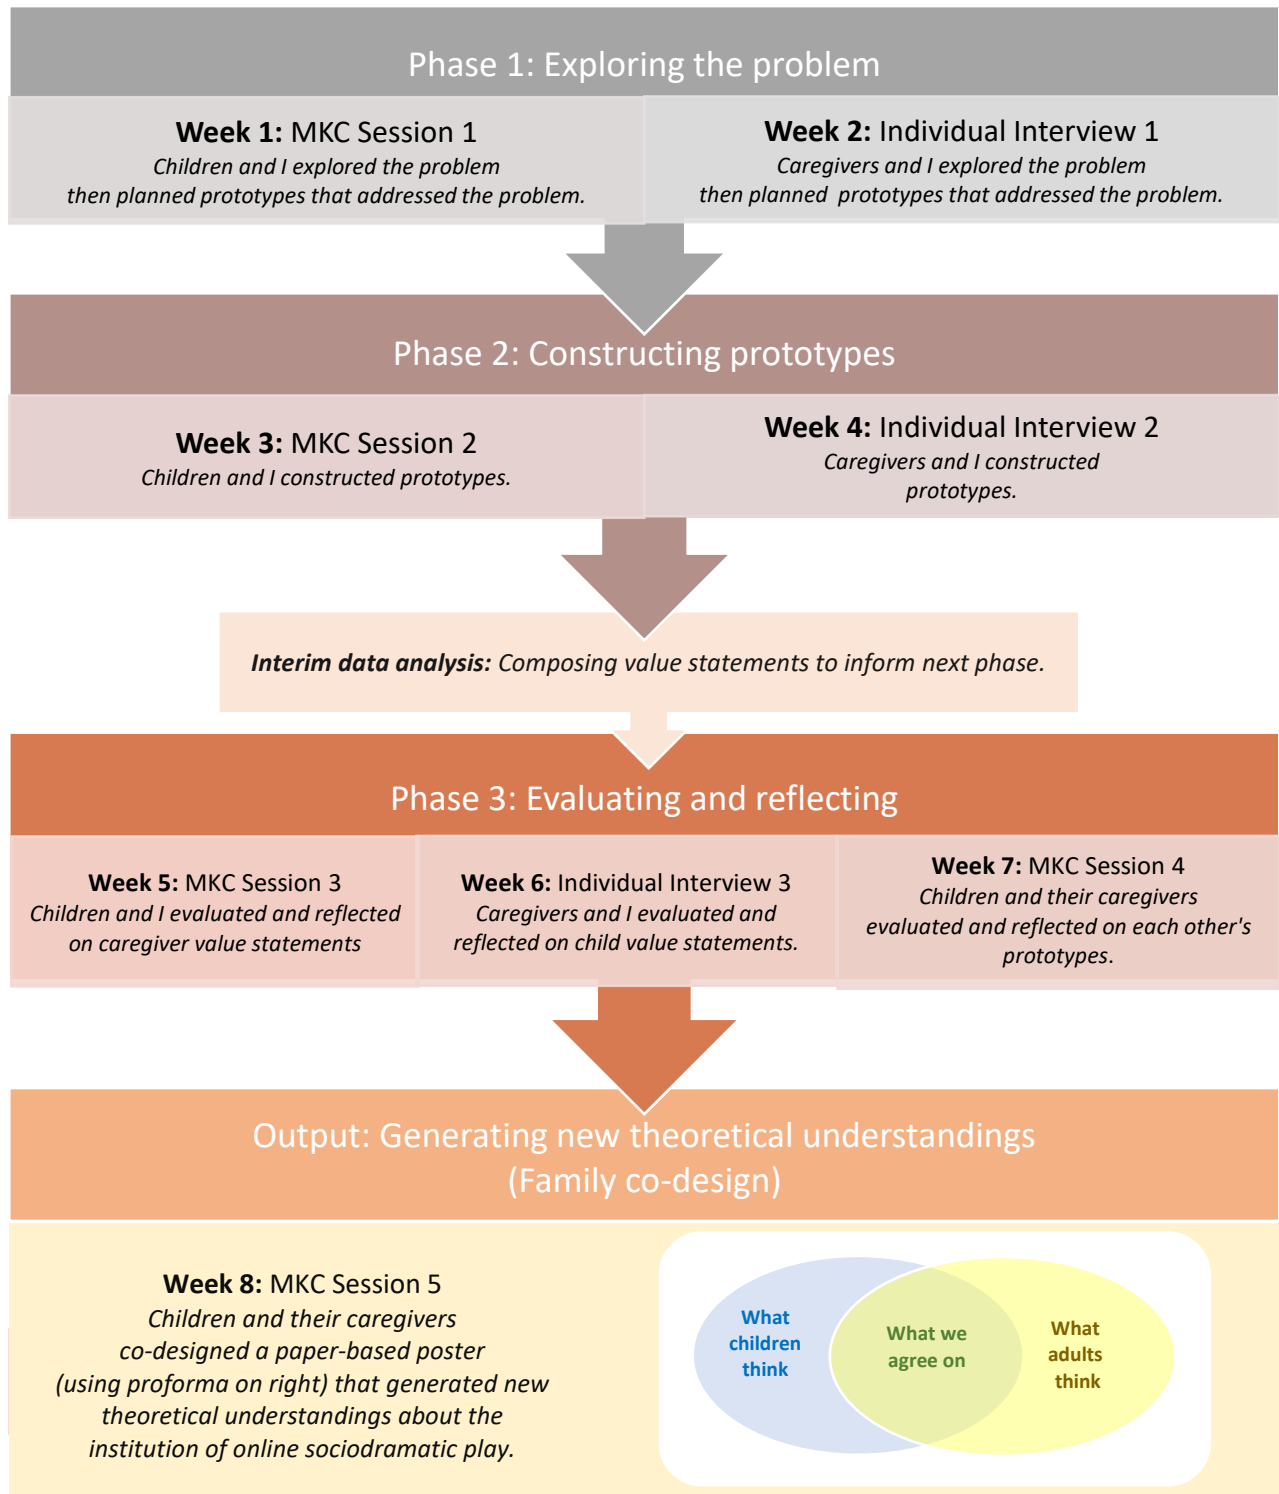 Phase 1: Exploring the problem
Week 1: MKC Session 1
Children and I explored the problem
then planned prototypes that addressed the problem.
Week 2: Individual Interview 1
Caregivers and I explored the problem
then planned  prototypes that addressed the problem.
Phase 2: Constructing prototypes
Week 3: MKC Session 2
Children and I constructed prototypes.
Week 4: Individual Interview 2
Caregivers and I constructed
prototypes.
Interim data analysis: Composing value statements to inform next phase.
Phase 3: Evaluating and reflecting
Week 5: MKC Session 3
Children and I evaluated and reflected
on caregiver value statements
Week 6: Individual Interview 3
Caregivers and I evaluated and
reflected on child value statements.
Week 7: MKC Session 4
Children and their caregivers
evaluated and reflected on each other's
prototypes.
Output: Generating new theoretical understandings
(Family co-design)
Week 8: MKC Session 5
Children and their caregivers
co-designed a paper-based poster
(using proforma on right) that generated new
theoretical understandings about the
institution of online sociodramatic play.
What
children
think
What we
agree on
What
adults
think